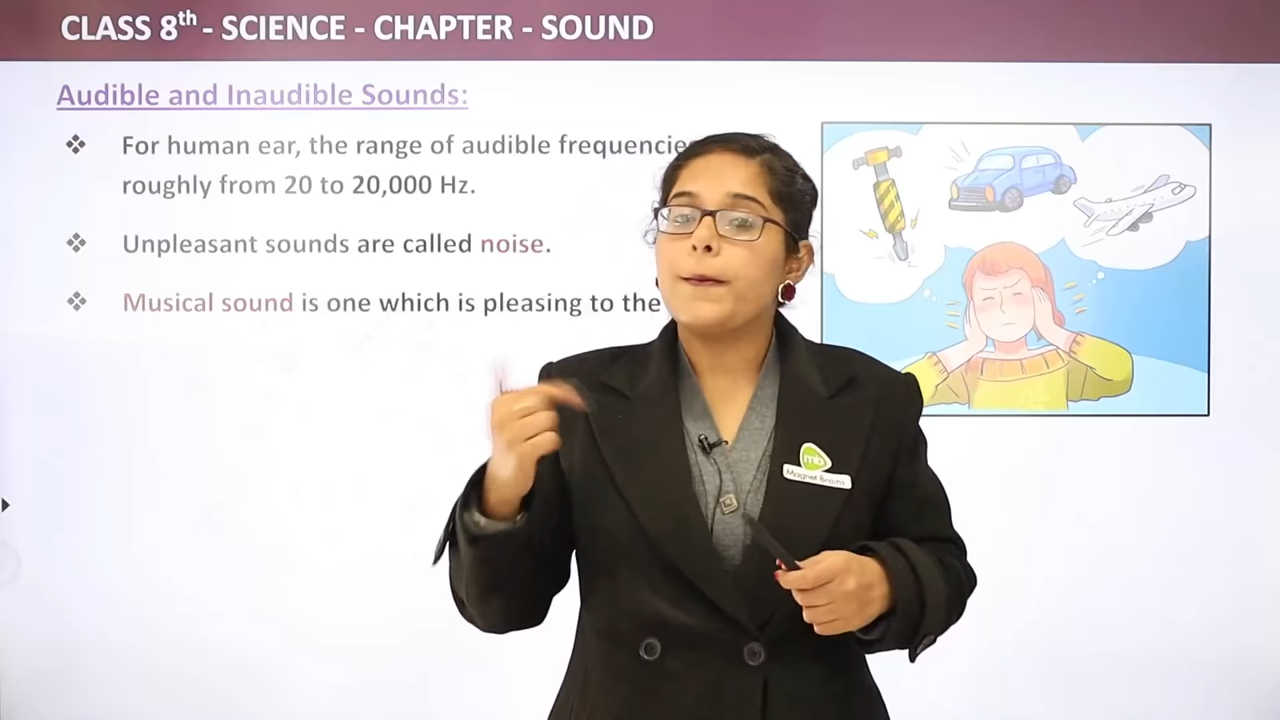 CLASS 8th - SCIENCE - CHAPTER - SOUND
Audible and Inaudible Sounds:
For human ear, the range of audible frequencies
roughly from 20 to 20,000 Hz.
Unpleasant sounds are called noise.
Musical sound is one which is pleasing to the
mb
Magnet Brains